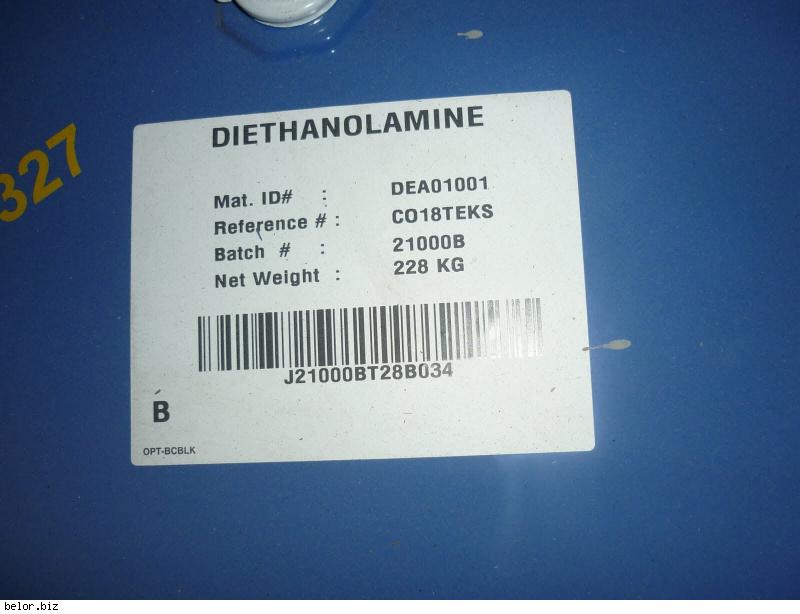 DIETHANOLAMINE
327
Mat. ID# : DEA01001
Reference # : CO18TEKS
Batch # : 21000B
Net Weight : 228 KG
J21000BT28B034
B
OPT-BCBLK
belor.biz